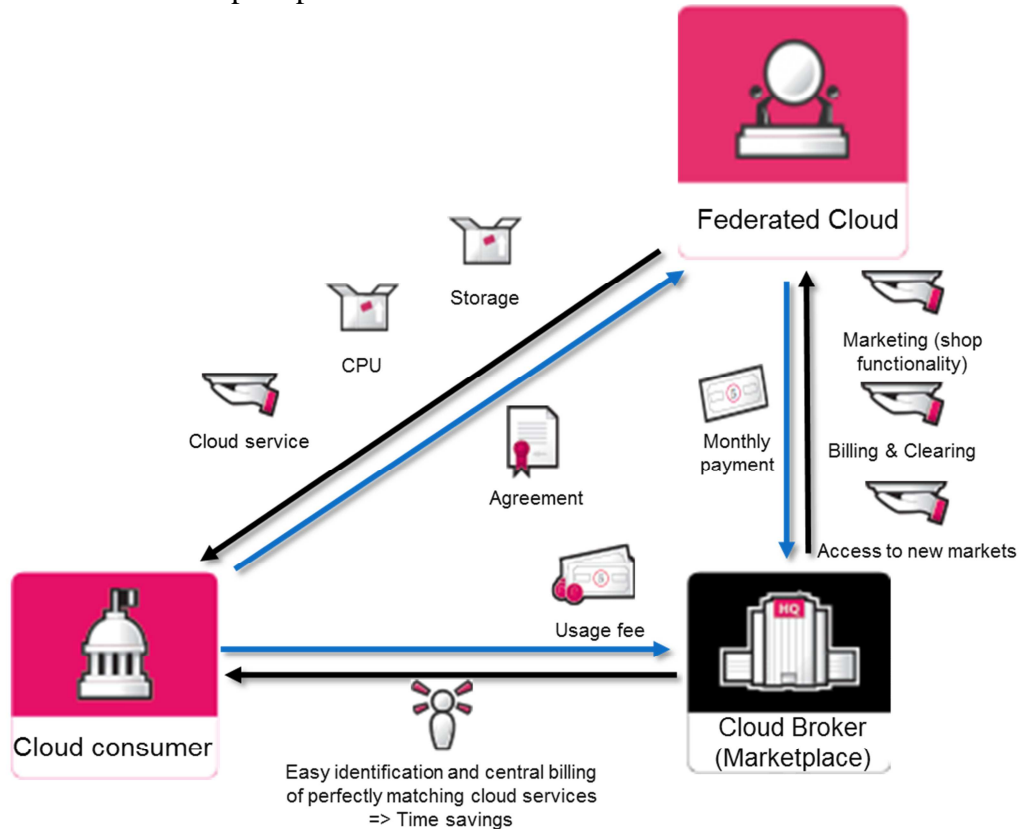 Federated Cloud
Storage
CPU
Cloud service
Agreement
Marketing (shop
functionality)
Monthly
payment
Billing & Clearing
Access to new markets
Usage fee
HQ
Cloud consumer
Cloud Broker
(Marketplace)
Easy identification and central billing
of perfectly matching cloud services
=> Time savings